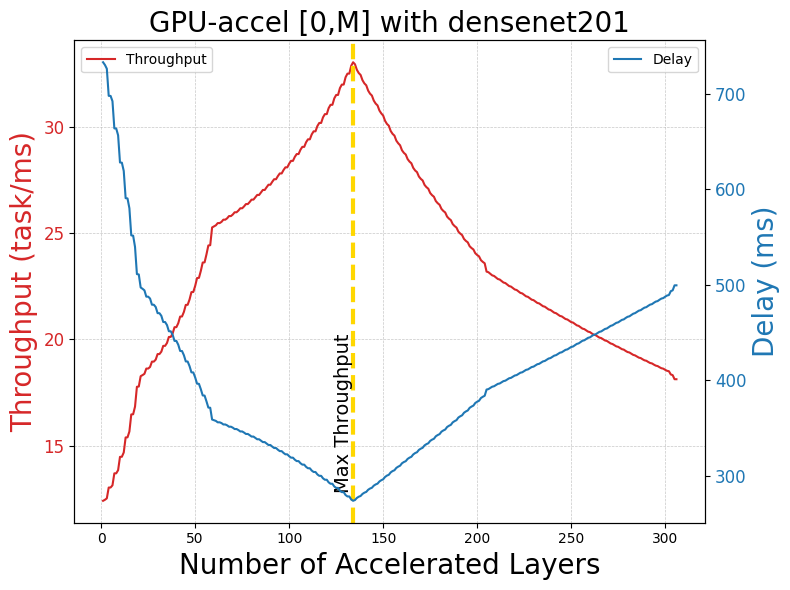 GPU-accel [0,M] with densenet201
Throughput
Delay
Throughput (task/ms)
30
25
20
15
Max Throughput
700
600
500
400
300
Delay (ms)
0 50 100 150 200 250 300
Number of Accelerated Layers